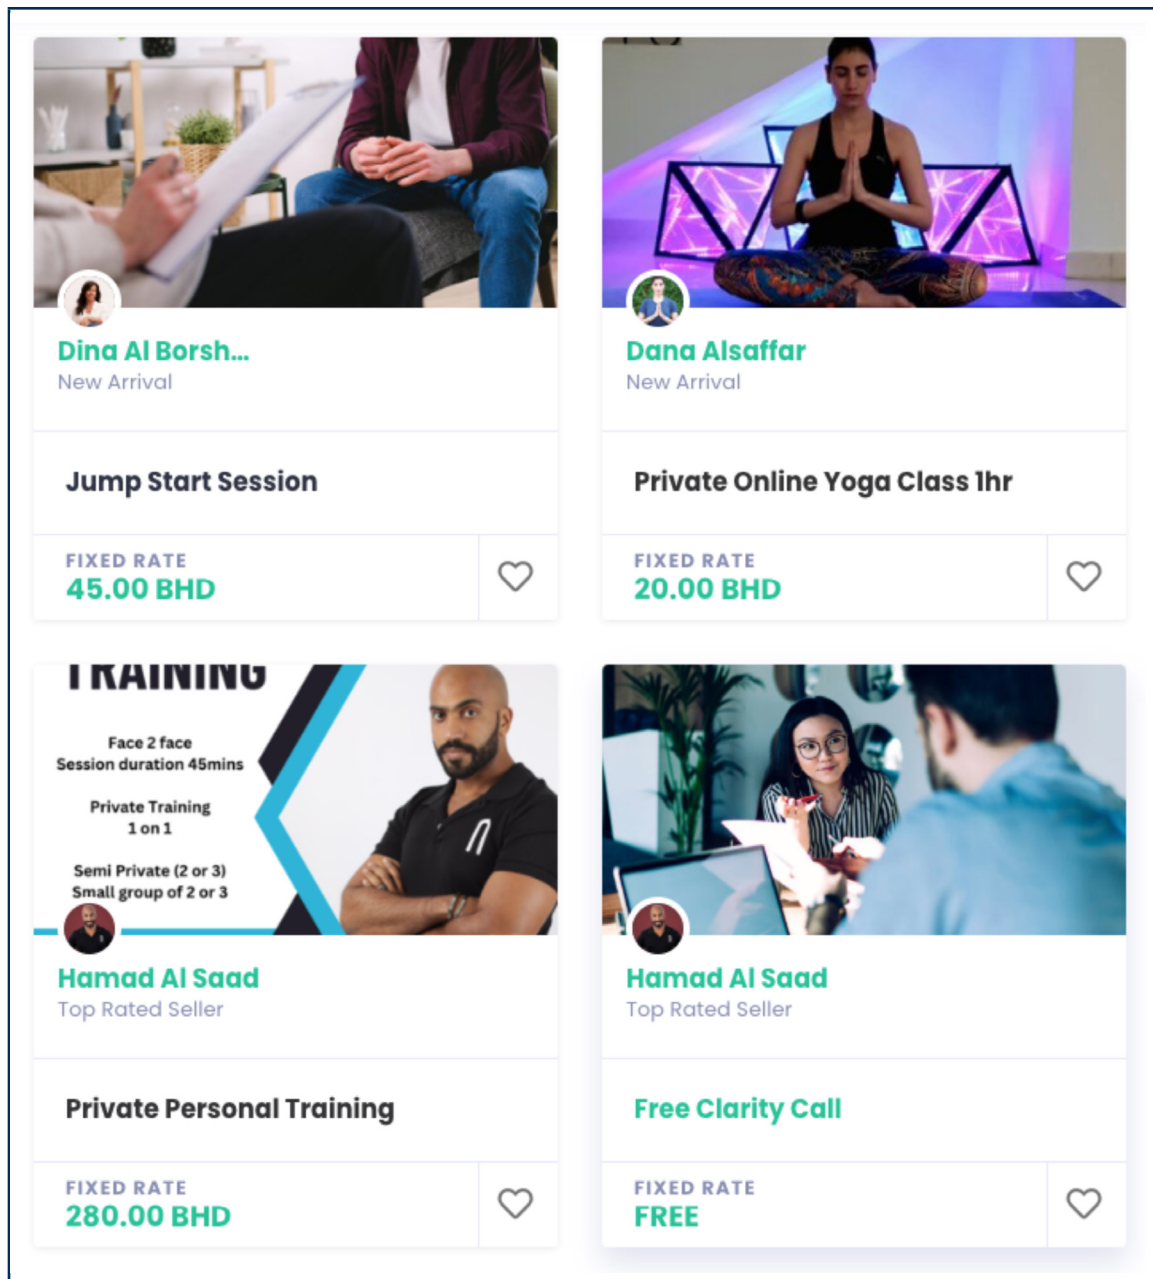 Dina Al Borsh...
New Arrival
Jump Start Session
FIXED RATE
45.00 BHD
Dana Alsaffar
New Arrival
Private Online Yoga Class 1hr
FIXED RATE
20.00 BHD
TRAINING
Face 2 face
Session duration 45mins
Private Training
1 on 1
Semi Private (2 or 3)
Small group of 2 or 3
Hamad Al Saad
Top Rated Seller
Private Personal Training
FIXED RATE
280.00 BHD
Hamad Al Saad
Top Rated Seller
Free Clarity Call
FIXED RATE
FREE